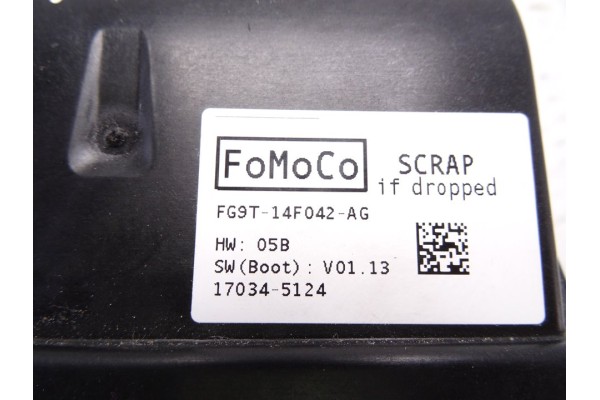 FoMoCo
SCRAP
if dropped
FG9T-14F042-AG
HW: 05B
SW(Boot): V01.13
17034-5124